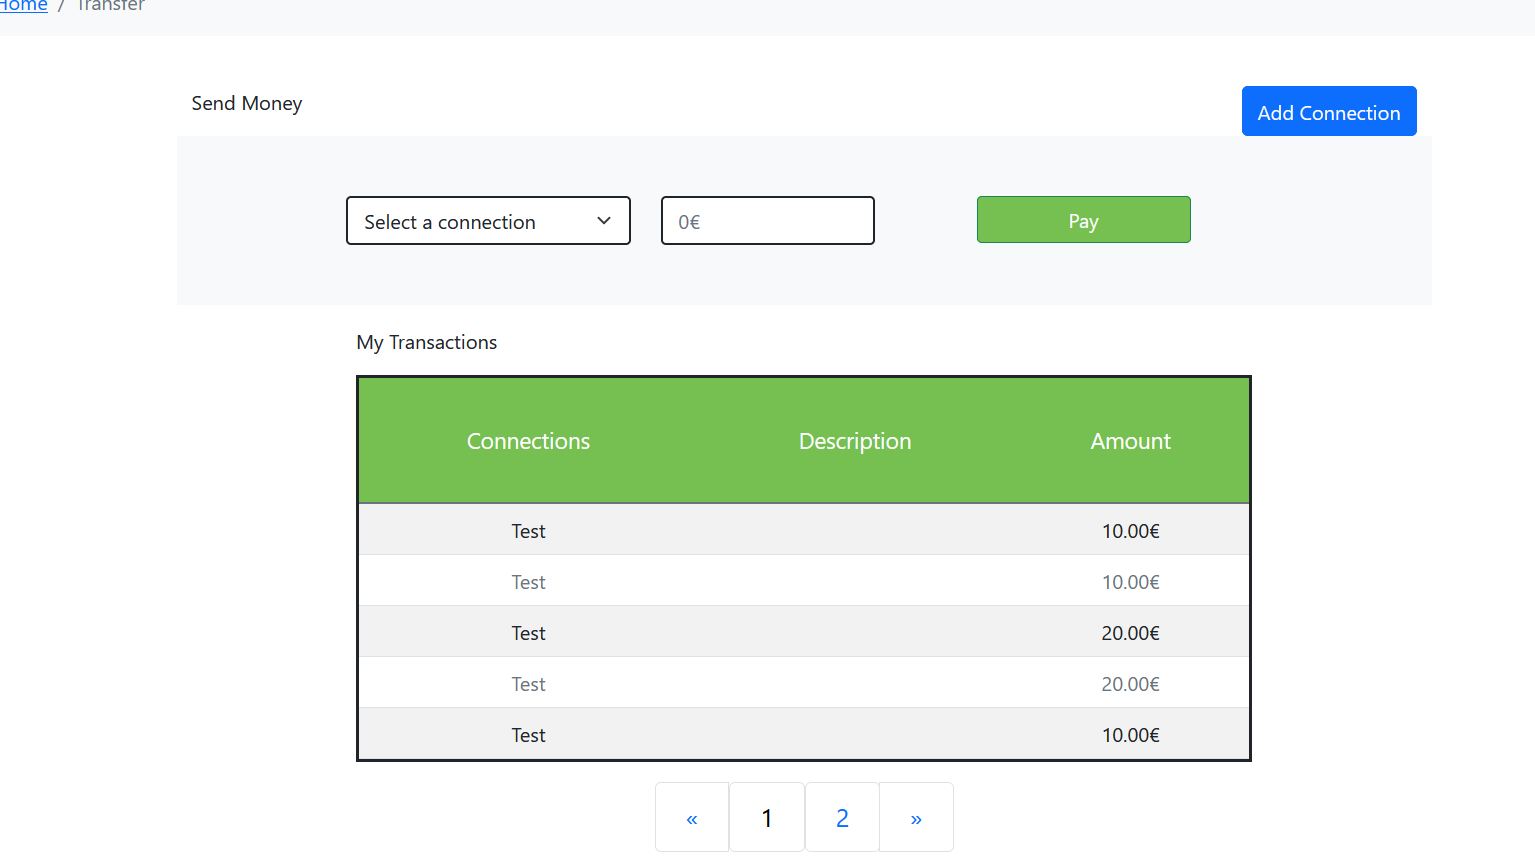 Home / Transfer
Send Money
Add Connection
Select a connection
0€
Pay
My Transactions
Connections Description Amount
Test 10.00€
Test 10.00€
Test 20.00€
Test 20.00€
Test 10.00€
« 1 2 »